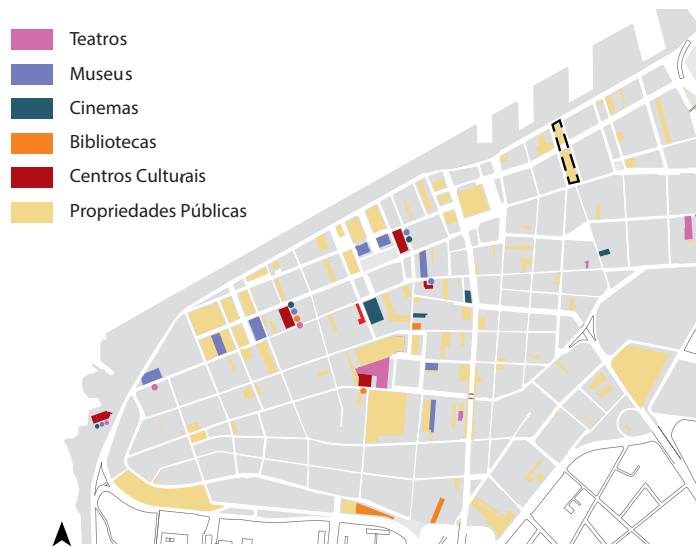 Teatros
Museus
Cinemas
Bibliotecas
Centros Culturais
Propriedades Públicas